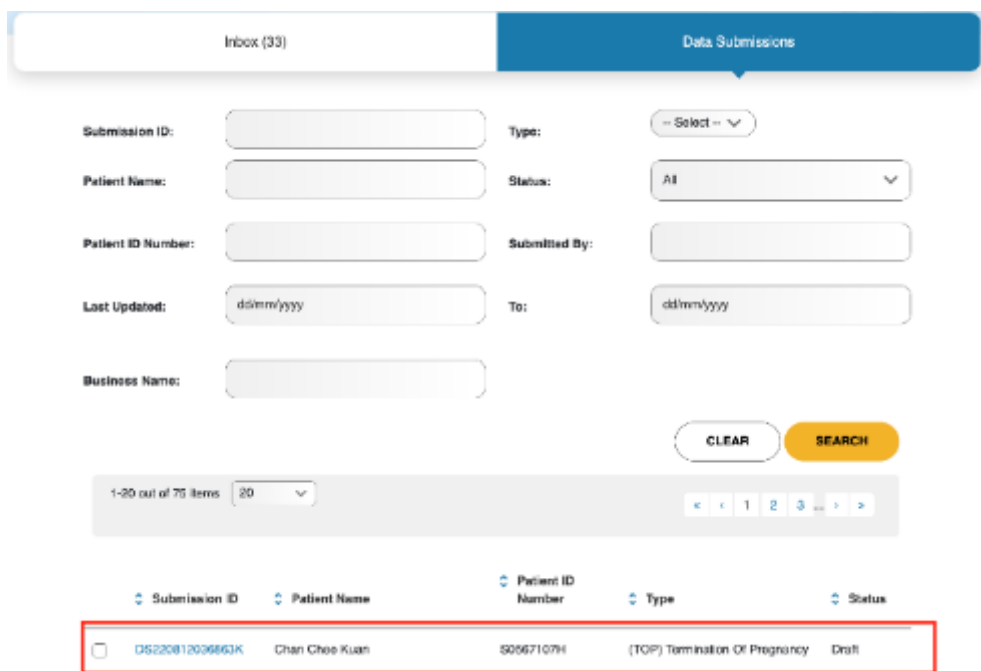 Inbox (33) Data Submissions
Submission ID: Type: -- Select --
Patient Name: Status: All
Patient ID Number: Submitted By:
Last Updated: dd/mm/yyyy To: dd/mm/yyyy
Business Name:
CLEAR SEARCH
1-20 out of 75 items 20 « ‹ 1 2 3 ... › »
Patient ID
Submission ID Patient Name Number Type Status
DS220812036863K Chan Chee Kuan S0567107H (TOP) Termination Of Pregnancy Draft